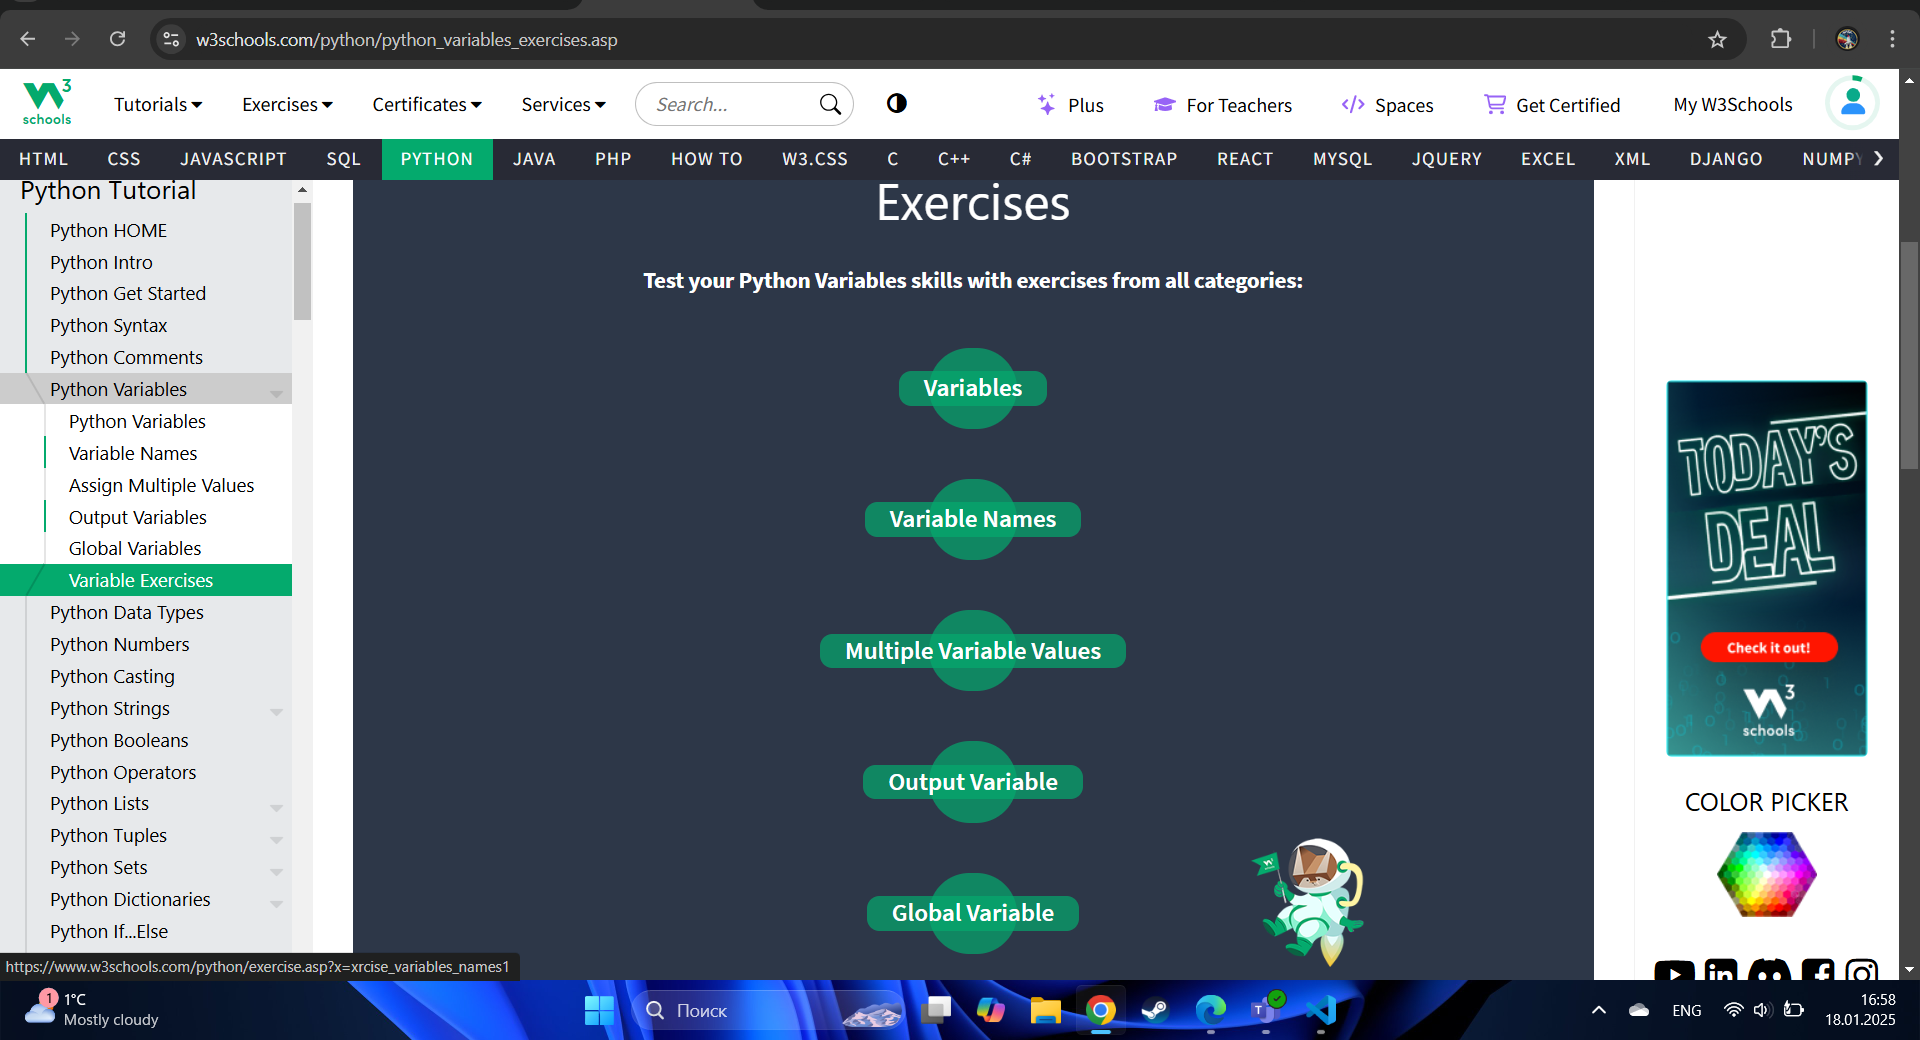 w3schools.com/python/python_variables_exercises.asp
3
schools
Tutorials
Exercises
Certificates
Services
Search...
Plus
For Teachers
Spaces
Get Certified
My W3Schools
HTML
CSS
JAVASCRIPT
SQL
PYTHON
JAVA
PHP
HOW TO
W3.CSS
C
C++
C#
BOOTSTRAP
REACT
MYSQL
JQUERY
EXCEL
XML
DJANGO
NUMPY
Python Tutorial
Python HOME
Python Intro
Python Get Started
Python Syntax
Python Comments
Python Variables
Python Variables
Variable Names
Assign Multiple Values
Output Variables
Global Variables
Variable Exercises
Python Data Types
Python Numbers
Python Casting
Python Strings
Python Booleans
Python Operators
Python Lists
Python Tuples
Python Sets
Python Dictionaries
Python If...Else
Exercises
Test your Python Variables skills with exercises from all categories:
Variables
Variable Names
Multiple Variable Values
Output Variable
Global Variable
TODAY'S
DEAL
Check it out!
3
schools
COLOR PICKER
https://www.w3schools.com/python/exercise.asp?x=xrcise_variables_names1
1
1°C
Mostly cloudy
Поиск
ENG
16:58
18.01.2025